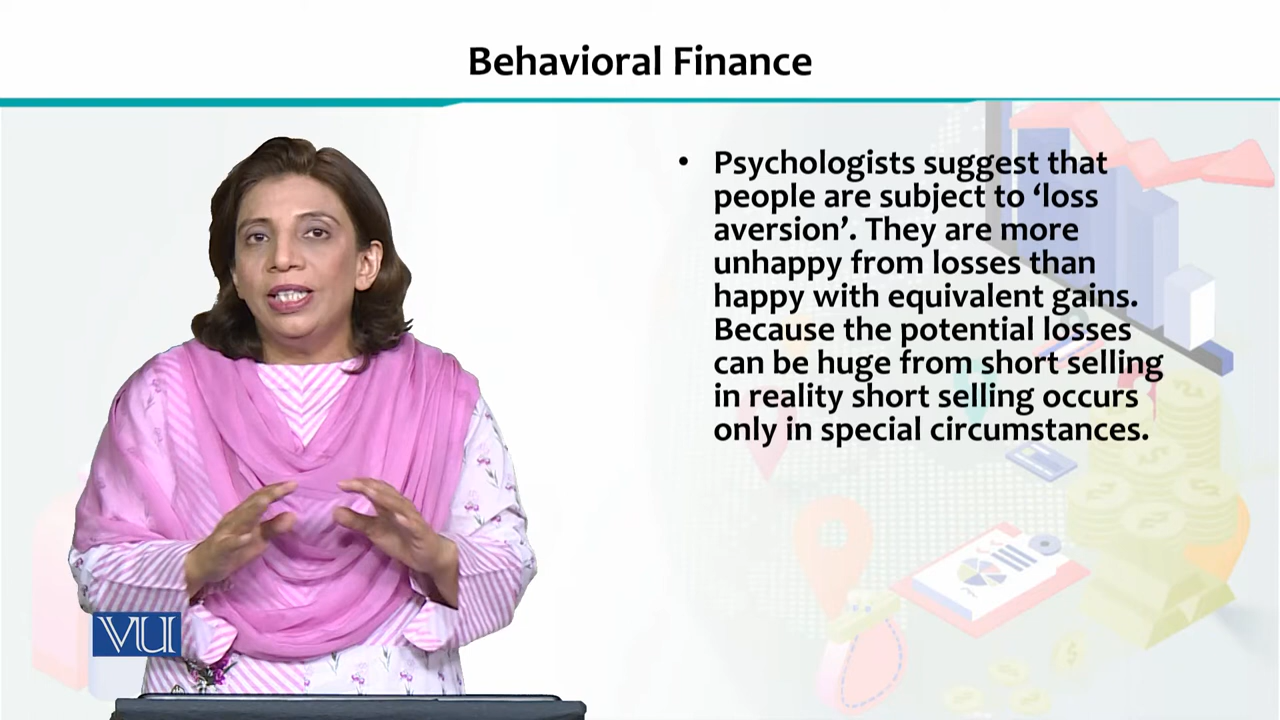 Behavioral Finance
• Psychologists suggest that
people are subject to ‘loss
aversion’. They are more
unhappy from losses than
happy with equivalent gains.
Because the potential losses
can be huge from short selling
in reality short selling occurs
only in special circumstances.
VU